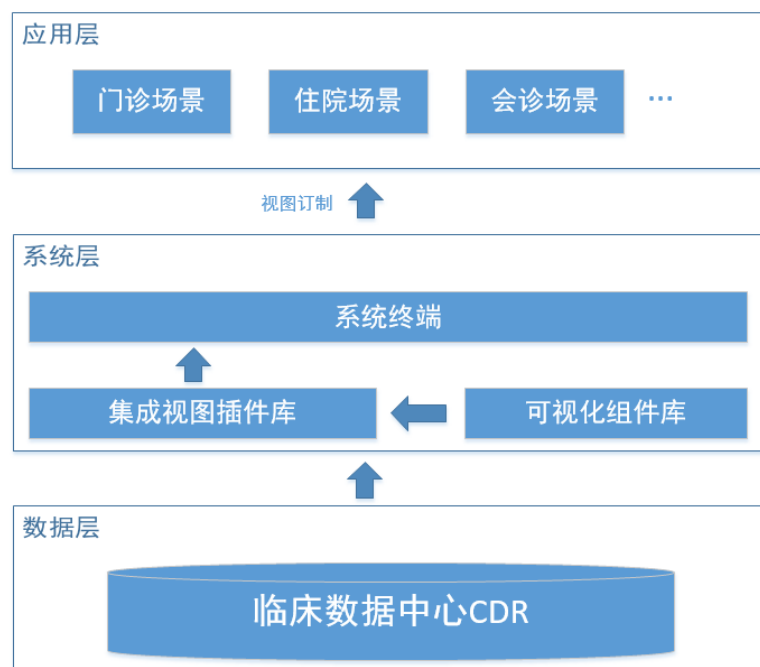 应用层
门诊场景 住院场景 会诊场景 …
视图订制
系统层
系统终端
集成视图插件库 可视化组件库
数据层
临床数据中心CDR